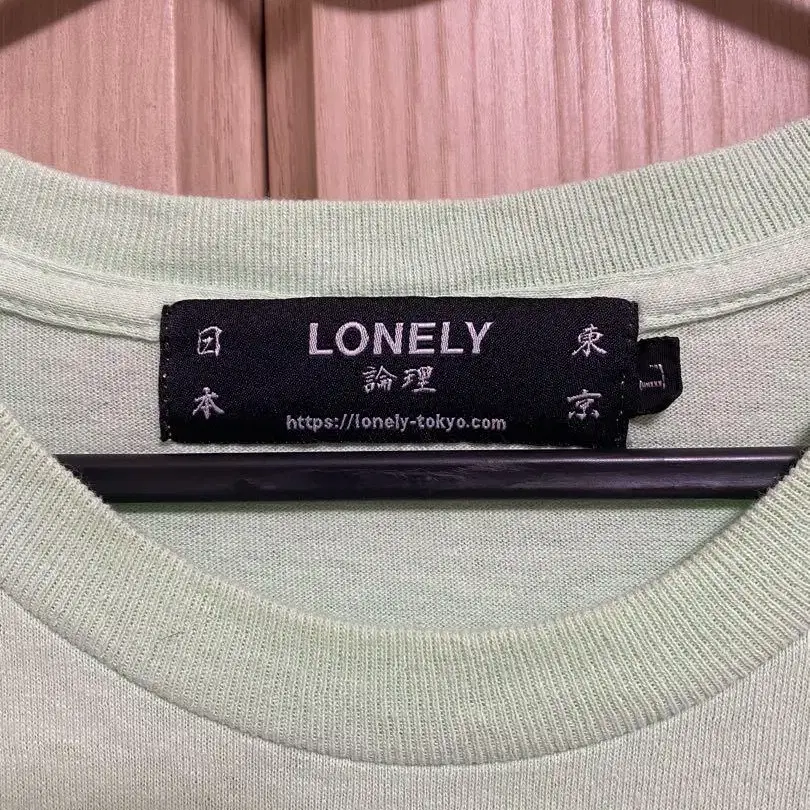 LONELY
論理
https://lonely-tokyo.com
日本
東京
L